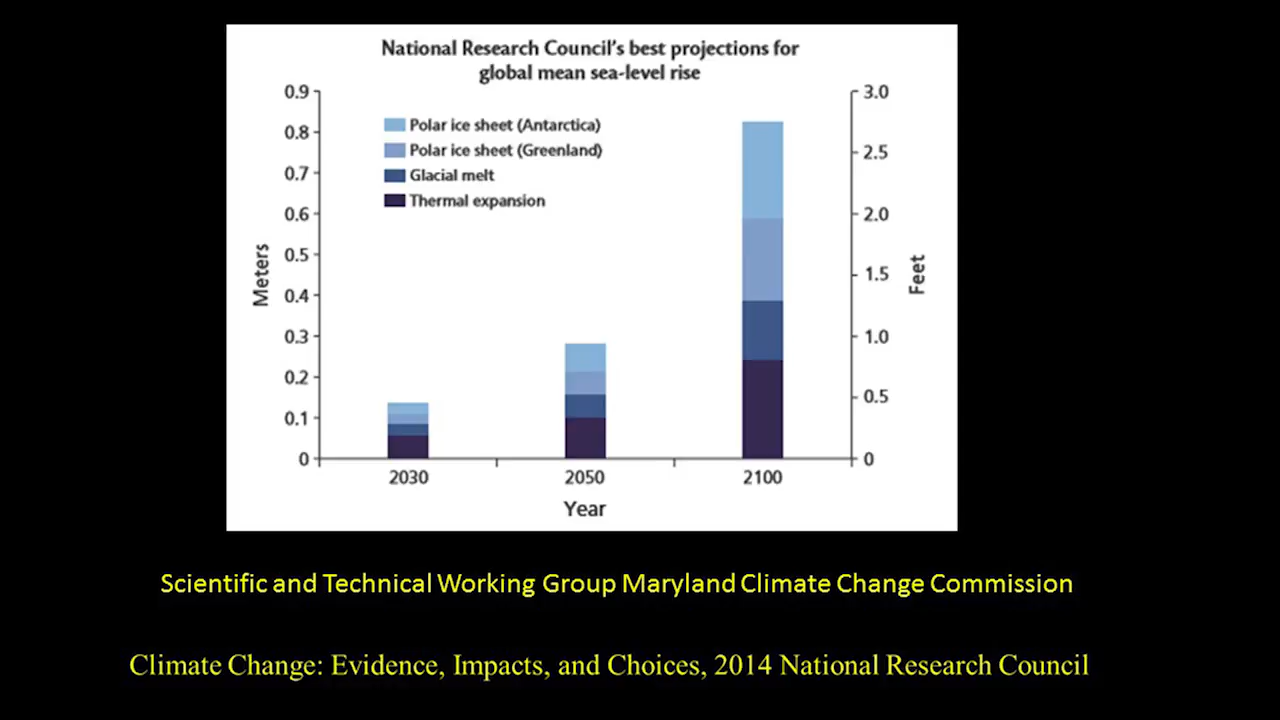 National Research Council's best projections for
global mean sea-level rise
0.9
0.8
0.7
0.6
0.5
0.4
0.3
0.2
0.1
0
Meters
Polar ice sheet (Antarctica)
Polar ice sheet (Greenland)
Glacial melt
Thermal expansion
3.0
2.5
2.0
1.5
1.0
0.5
0
Feet
2030 2050 2100
Year
Scientific and Technical Working Group Maryland Climate Change Commission
Climate Change: Evidence, Impacts, and Choices, 2014 National Research Council